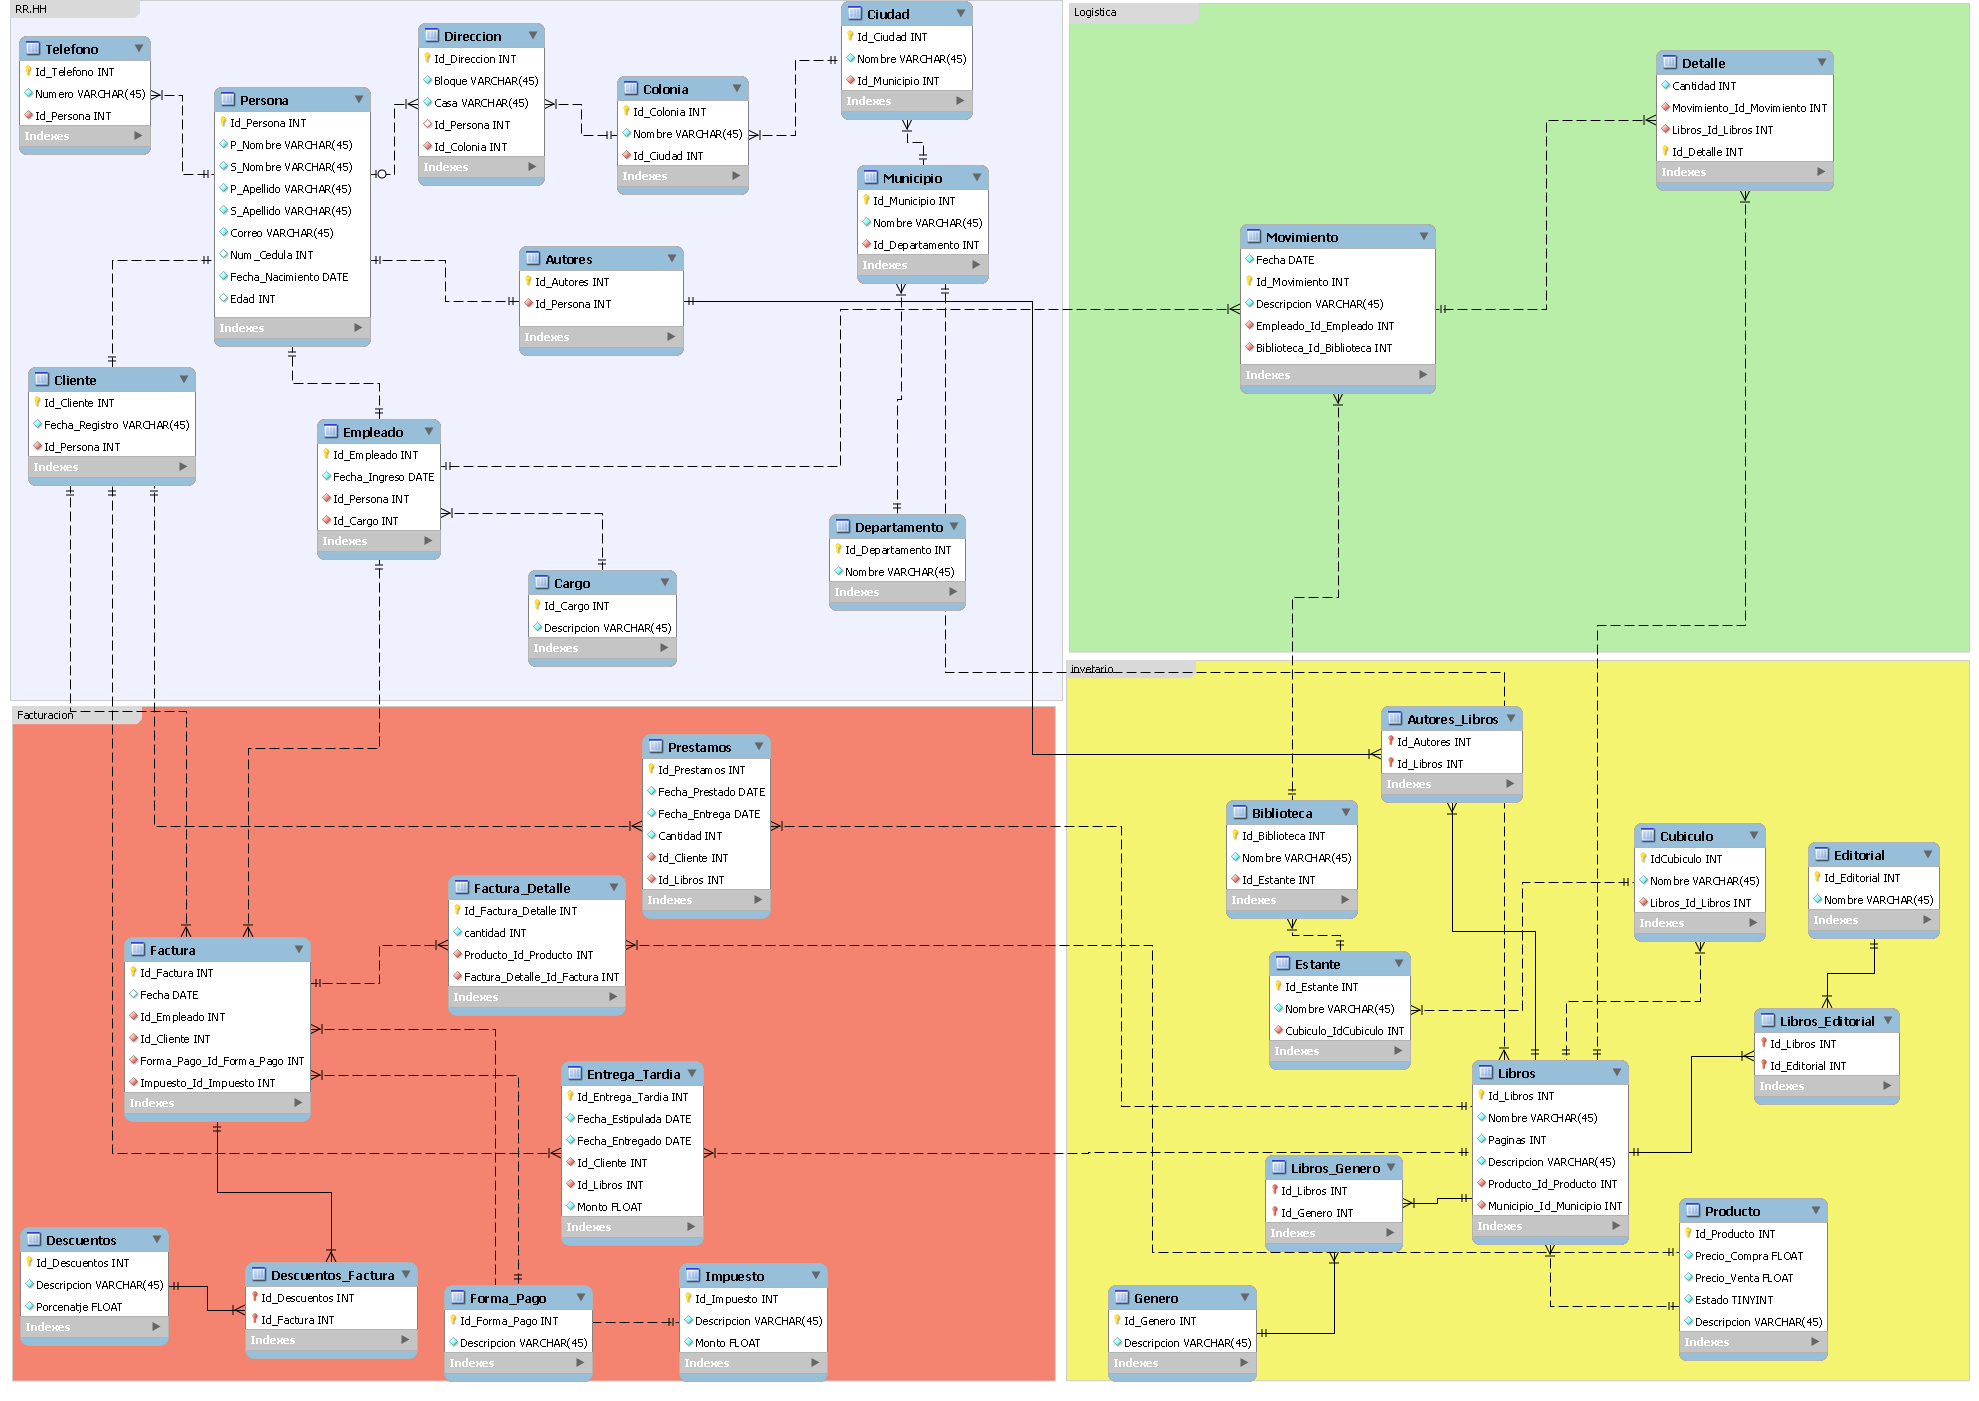 RR.HH
Telefono
Id_Telefono INT
Numero VARCHAR(45)
Id_Persona INT
Indexes
Persona
Id_Persona INT
P_Nombre VARCHAR(45)
S_Nombre VARCHAR(45)
P_Apellido VARCHAR(45)
S_Apellido VARCHAR(45)
Correo VARCHAR(45)
Num_Cedula INT
Fecha_Nacimiento DATE
Edad INT
Indexes
Direccion
Id_Direccion INT
Bloque VARCHAR(45)
Casa VARCHAR(45)
Id_Persona INT
Id_Colonia INT
Indexes
Colonia
Id_Colonia INT
Nombre VARCHAR(45)
Id_Ciudad INT
Indexes
Ciudad
Id_Ciudad INT
Nombre VARCHAR(45)
Id_Municipio INT
Indexes
Municipio
Id_Municipio INT
Nombre VARCHAR(45)
Id_Departamento INT
Indexes
Autores
Id_Autores INT
Id_Persona INT
Indexes
Cliente
Id_Cliente INT
Fecha_Registro VARCHAR(45)
Id_Persona INT
Indexes
Empleado
Id_Empleado INT
Fecha_Ingreso DATE
Id_Persona INT
Id_Cargo INT
Indexes
Departamento
Id_Departamento INT
Nombre VARCHAR(45)
Indexes
Cargo
Id_Cargo INT
Descripcion VARCHAR(45)
Indexes
Logistica
Detalle
Cantidad INT
Movimiento_Id_Movimiento INT
Libros_Id_Libros INT
Id_Detalle INT
Indexes
Movimiento
Fecha DATE
Id_Movimiento INT
Descripcion VARCHAR(45)
Empleado_Id_Empleado INT
Biblioteca_Id_Biblioteca INT
Indexes
Facturacion
Prestamos
Id_Prestamos INT
Fecha_Prestado DATE
Fecha_Entrega DATE
Cantidad INT
Id_Cliente INT
Id_Libros INT
Indexes
Factura_Detalle
Id_Factura_Detalle INT
cantidad INT
Producto_Id_Producto INT
Factura_Detalle_Id_Factura INT
Indexes
Factura
Id_Factura INT
Fecha DATE
Id_Empleado INT
Id_Cliente INT
Forma_Pago_Id_Forma_Pago INT
Impuesto_Id_Impuesto INT
Indexes
Entrega_Tardia
Id_Entrega_Tardia INT
Fecha_Estipulada DATE
Fecha_Entregado DATE
Id_Cliente INT
Id_Libros INT
Monto FLOAT
Indexes
Descuentos
Id_Descuentos INT
Descripcion VARCHAR(45)
Porcenatje FLOAT
Indexes
Descuentos_Factura
Id_Descuentos INT
Id_Factura INT
Indexes
Forma_Pago
Id_Forma_Pago INT
Descripcion VARCHAR(45)
Indexes
Impuesto
Id_Impuesto INT
Descripcion VARCHAR(45)
Monto FLOAT
Indexes
invetario
Autores_Libros
Id_Autores INT
Id_Libros INT
Indexes
Biblioteca
Id_Biblioteca INT
Nombre VARCHAR(45)
Id_Estante INT
Indexes
Cubiculo
IdCubiculo INT
Nombre VARCHAR(45)
Libros_Id_Libros INT
Indexes
Editorial
Id_Editorial INT
Nombre VARCHAR(45)
Indexes
Estante
Id_Estante INT
Nombre VARCHAR(45)
Cubiculo_IdCubiculo INT
Indexes
Libros_Editorial
Id_Libros INT
Id_Editorial INT
Indexes
Libros
Id_Libros INT
Nombre VARCHAR(45)
Paginas INT
Descripcion VARCHAR(45)
Producto_Id_Producto INT
Municipio_Id_Municipio INT
Indexes
Libros_Genero
Id_Libros INT
Id_Genero INT
Indexes
Producto
Id_Producto INT
Precio_Compra FLOAT
Precio_Venta FLOAT
Estado TINYINT
Descripcion VARCHAR(45)
Indexes
Genero
Id_Genero INT
Descripcion VARCHAR(45)
Indexes